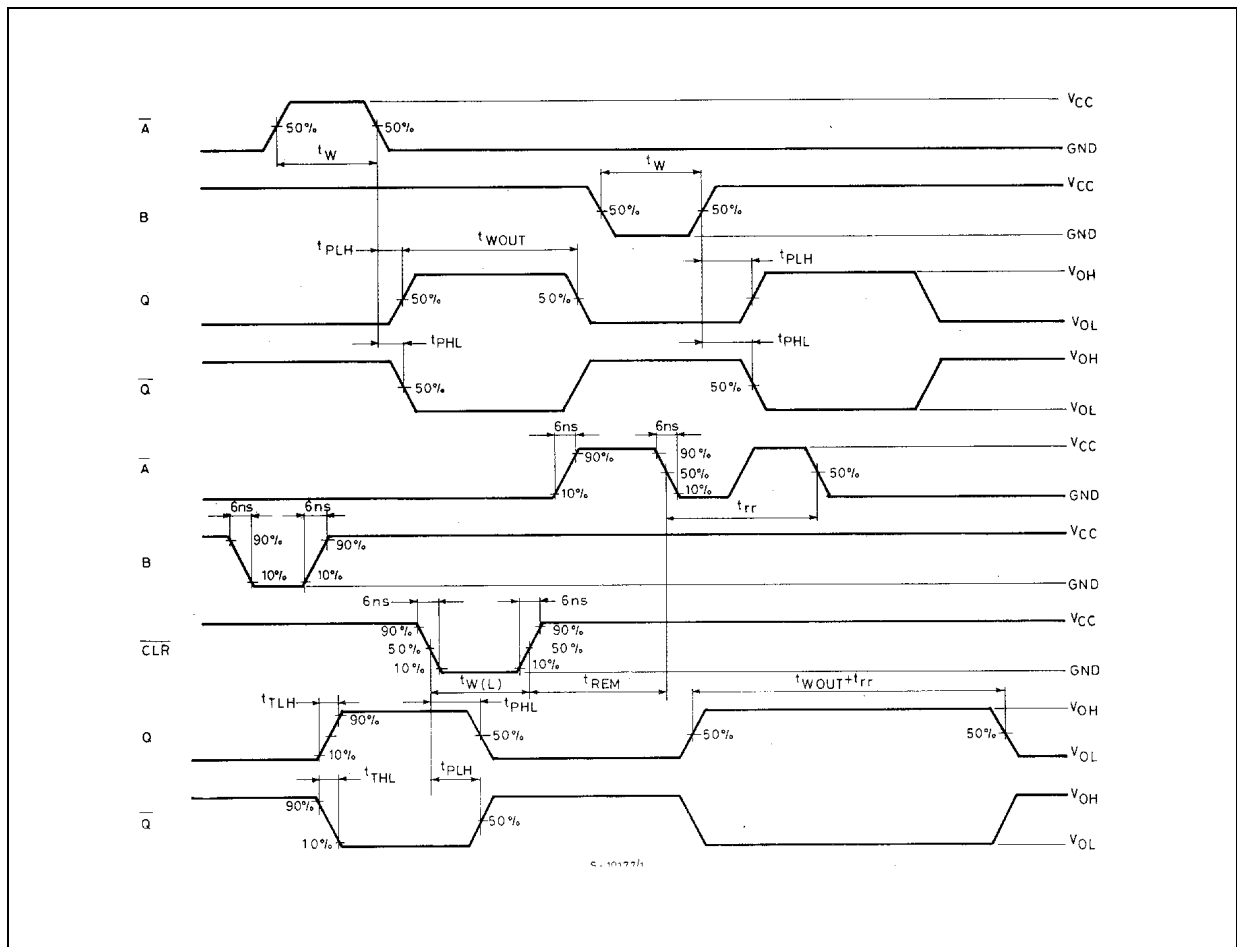 VCC
A̅
50% 50%
tW
GND
tW VCC
B
50% 50%
GND
tPLH tWOUT
tPLH
VOH
Q
50% 50%
VOL
tPHL tPHL
VOH
Q̅
50% 50%
VOL
6ns 6ns
VCC
A̅
90% 90%
50% 50%
10% 10%
GND
trr
6ns 6ns
VCC
B
90% 90%
10% 10%
GND
6ns 6ns
VCC
C̅L̅R̅
90% 90%
50% 50%
10% 10%
GND
tW(L) tREM tWOUT+trr
tTLH tPHL
VOH
Q
90%
50% 50% 50%
10%
VOL
tTHL tPLH
VOH
Q̅
90%
50%
10%
VOL